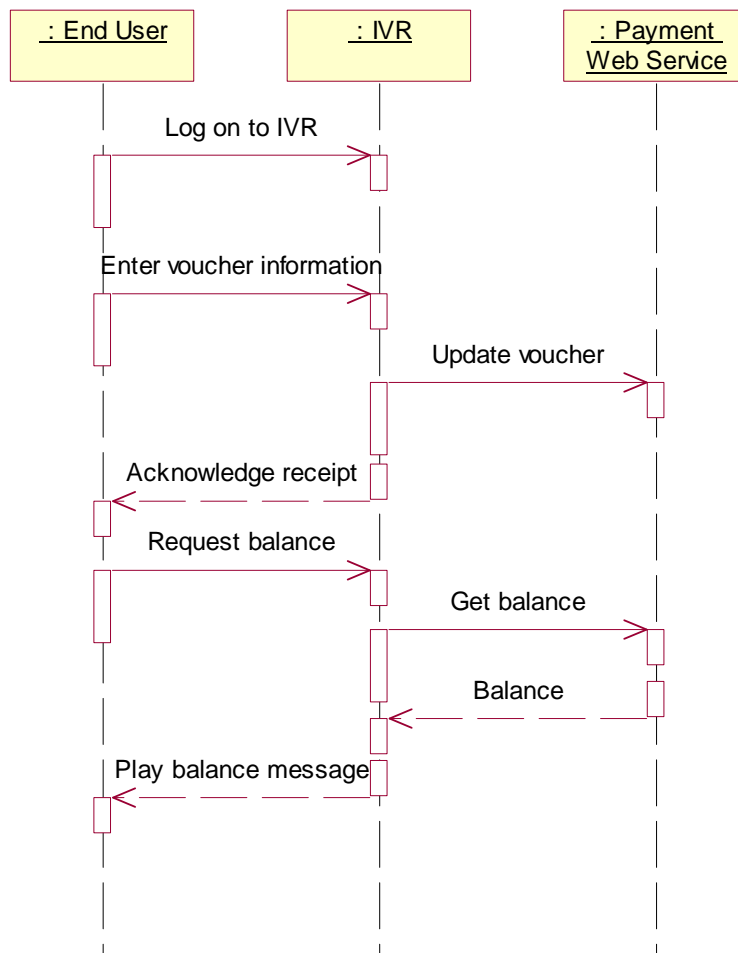 : End User
: IVR
: Payment
Web Service
Log on to IVR
Enter voucher information
Update voucher
Acknowledge receipt
Request balance
Get balance
Balance
Play balance message